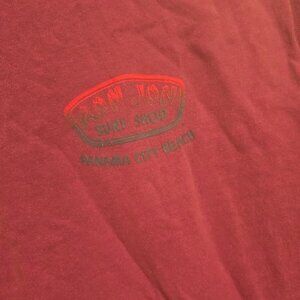 RON JON
SURF SHOP
PANAMA CITY BEACH